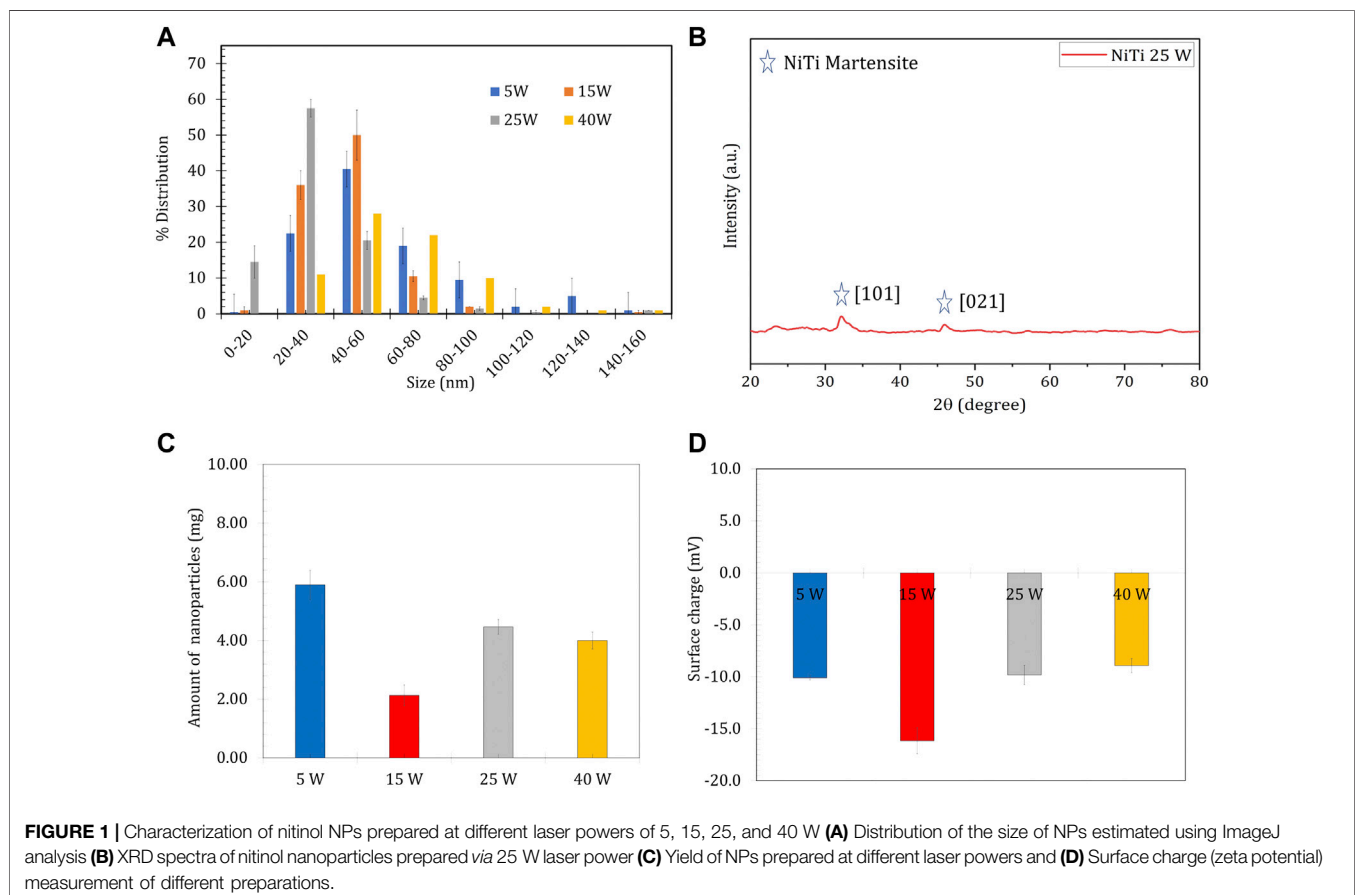 A
70
60
50
40
30
20
10
0
% Distribution
5W 15W
25W 40W
0-20 20-40 40-60 60-80 80-100 100-120 120-140 140-160
Size (nm)
B
NiTi Martensite
NiTi 25 W
Intensity (a.u.)
[101]
[021]
20 30 40 50 60 70 80
2θ (degree)
C
10.00
8.00
6.00
4.00
2.00
0.00
Amount of nanoparticles (mg)
5 W 15 W 25 W 40 W
D
10.0
5.0
0.0
-5.0
-10.0
-15.0
-20.0
Surface charge (mV)
5 W 15 W 25 W 40 W
FIGURE 1 | Characterization of nitinol NPs prepared at different laser powers of 5, 15, 25, and 40 W (A) Distribution of the size of NPs estimated using ImageJ
analysis (B) XRD spectra of nitinol nanoparticles prepared via 25 W laser power (C) Yield of NPs prepared at different laser powers and (D) Surface charge (zeta potential)
measurement of different preparations.